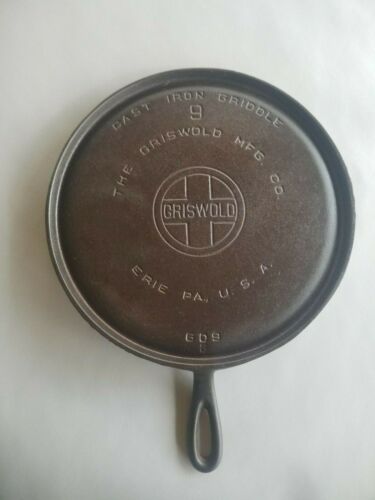 CAST IRON GRIDDLE
9
THE GRISWOLD MFG. CO.
GRISWOLD
ERIE PA., U.S.A.
609